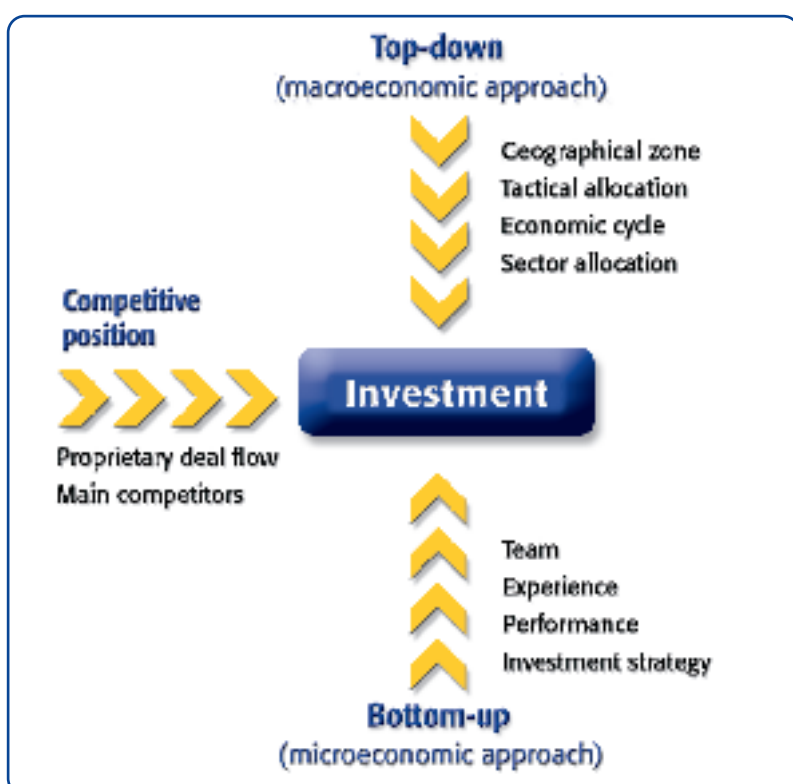 Top-down
(macroeconomic approach)
Geographical zone
Tactical allocation
Economic cycle
Sector allocation
Competitive
position
Investment
Proprietary deal flow
Main competitors
Team
Experience
Performance
Investment strategy
Bottom-up
(microeconomic approach)